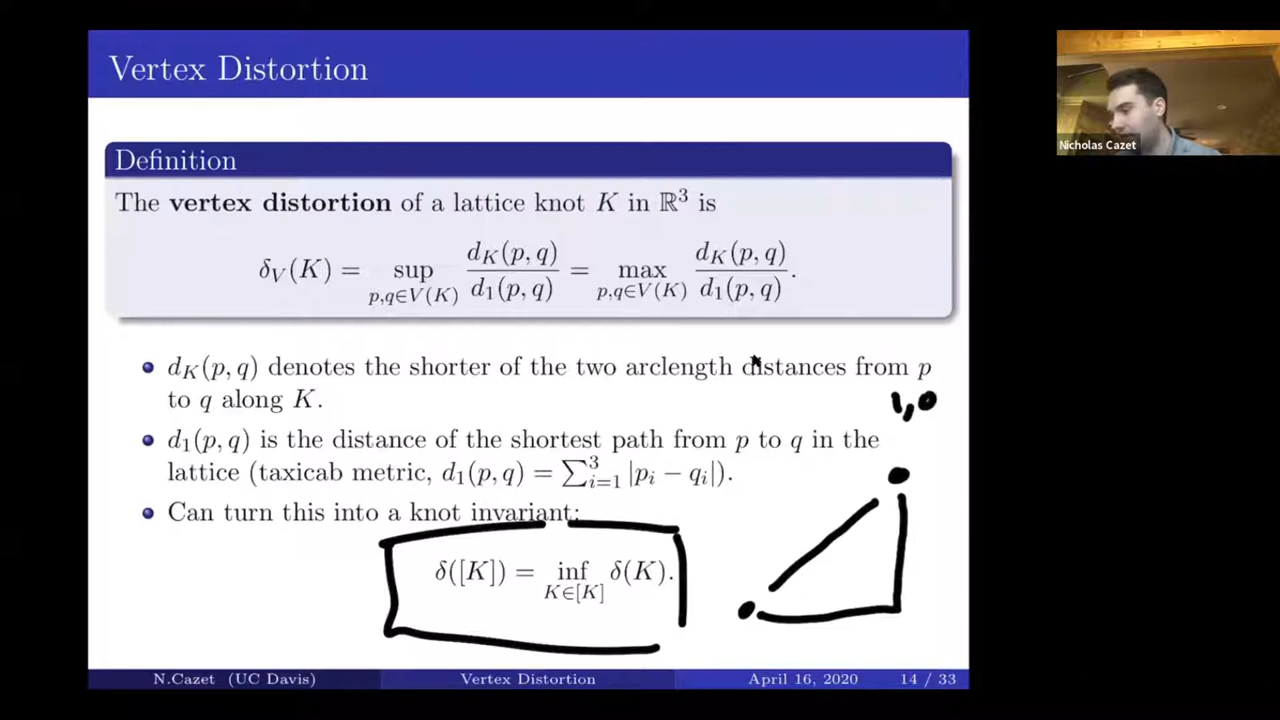 Vertex Distortion
Nicholas Cazet
Definition
The vertex distortion of a lattice knot K in ℝ³ is
δ_V(K) = sup_{p,q∈V(K)} d_K(p, q)/d_1(p, q) = max_{p,q∈V(K)} d_K(p, q)/d_1(p, q).
d_K(p, q) denotes the shorter of the two arclength distances from p
to q along K.
1,0
d_1(p, q) is the distance of the shortest path from p to q in the
lattice (taxicab metric, d_1(p, q) = ∑_{i=1}^{3} |p_i − q_i|).
Can turn this into a knot invariant:
δ([K]) = inf_{K∈[K]} δ(K).
N.Cazet (UC Davis) Vertex Distortion April 16, 2020 14 / 33